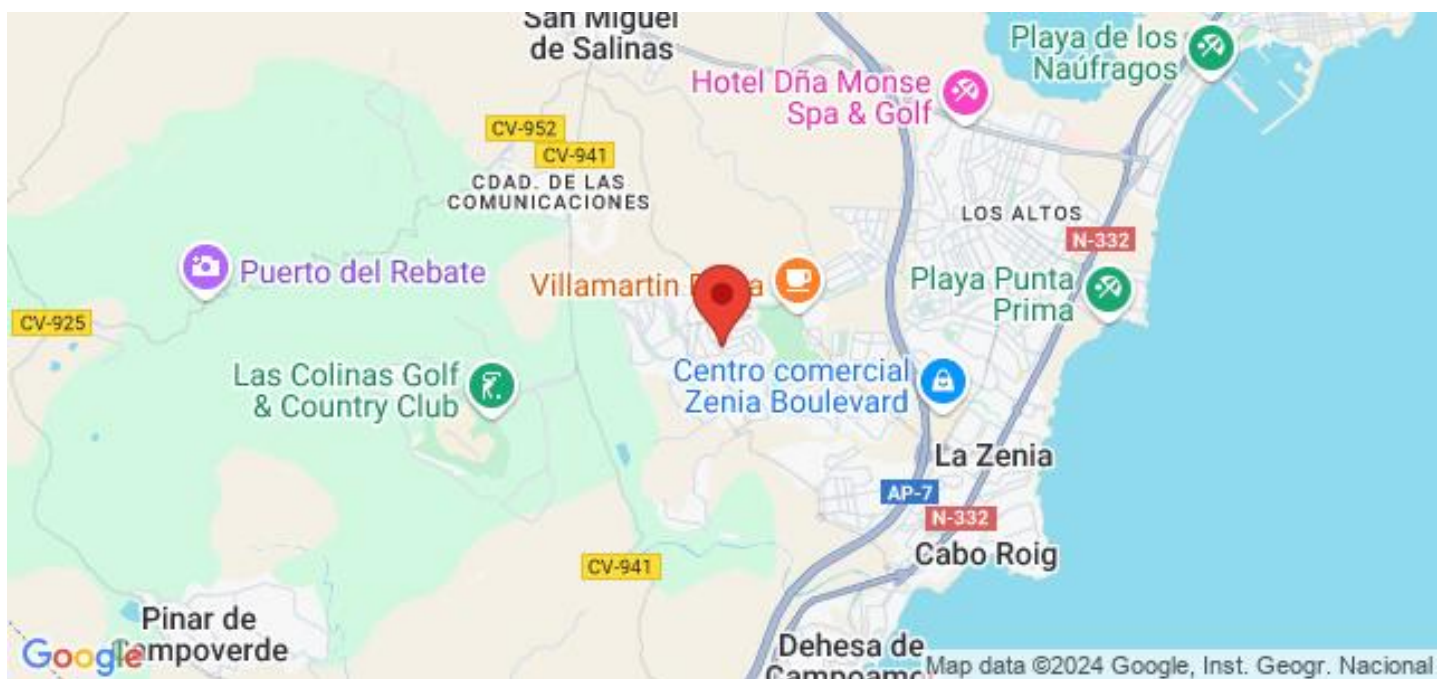 San Miguel
de Salinas
Playa de los
Naúfragos
Hotel Dña Monse
Spa & Golf
CV-952
CV-941
CDAD. DE LAS
COMUNICACIONES
LOS ALTOS
N-332
Puerto del Rebate
Villamartin
Playa Punta
Prima
CV-925
Las Colinas Golf
& Country Club
Centro comercial
Zenia Boulevard
La Zenia
AP-7
N-332
Cabo Roig
CV-941
Pinar de
Campoverde
Dehesa de
Google
Map data ©2024 Google, Inst. Geogr. Nacional